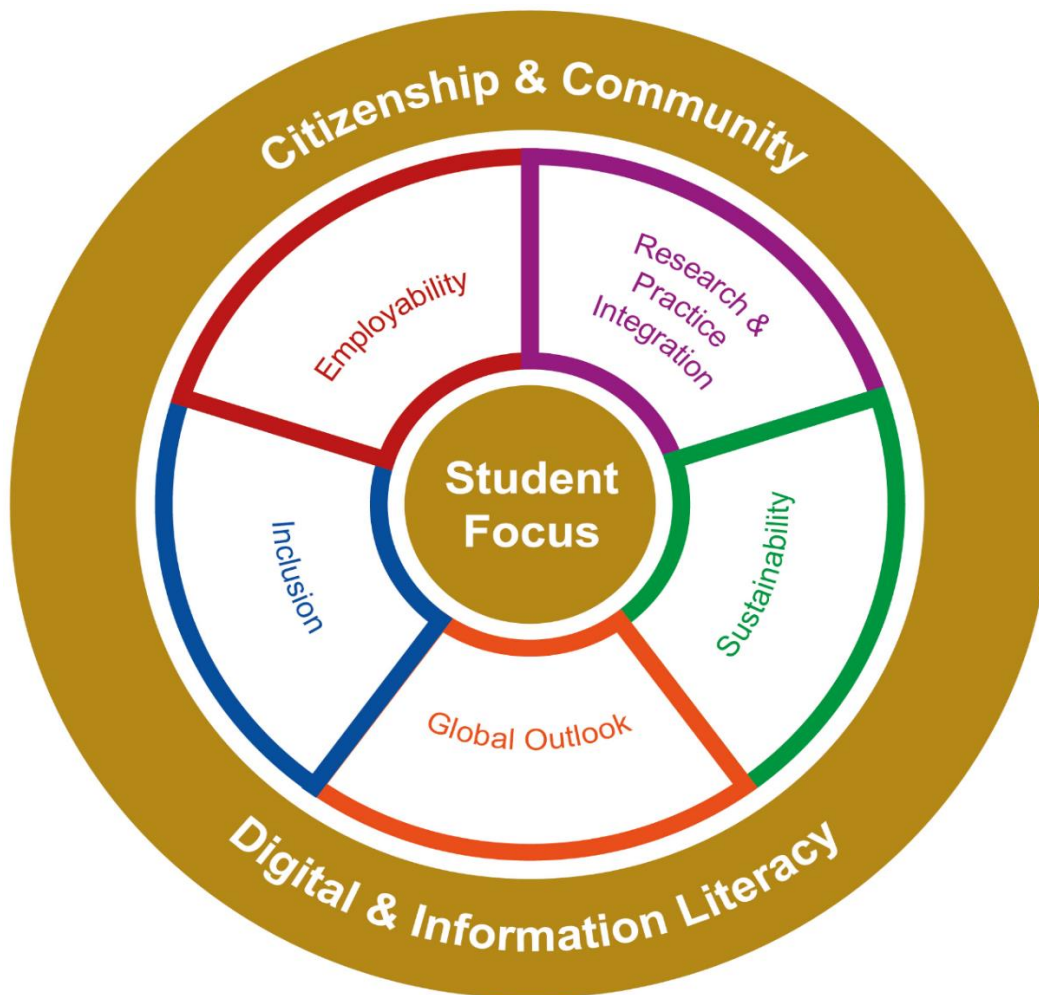 Citizenship & Community
Employability
Research &
Practice
Integration
Student
Focus
Inclusion
Sustainability
Global Outlook
Digital & Information Literacy